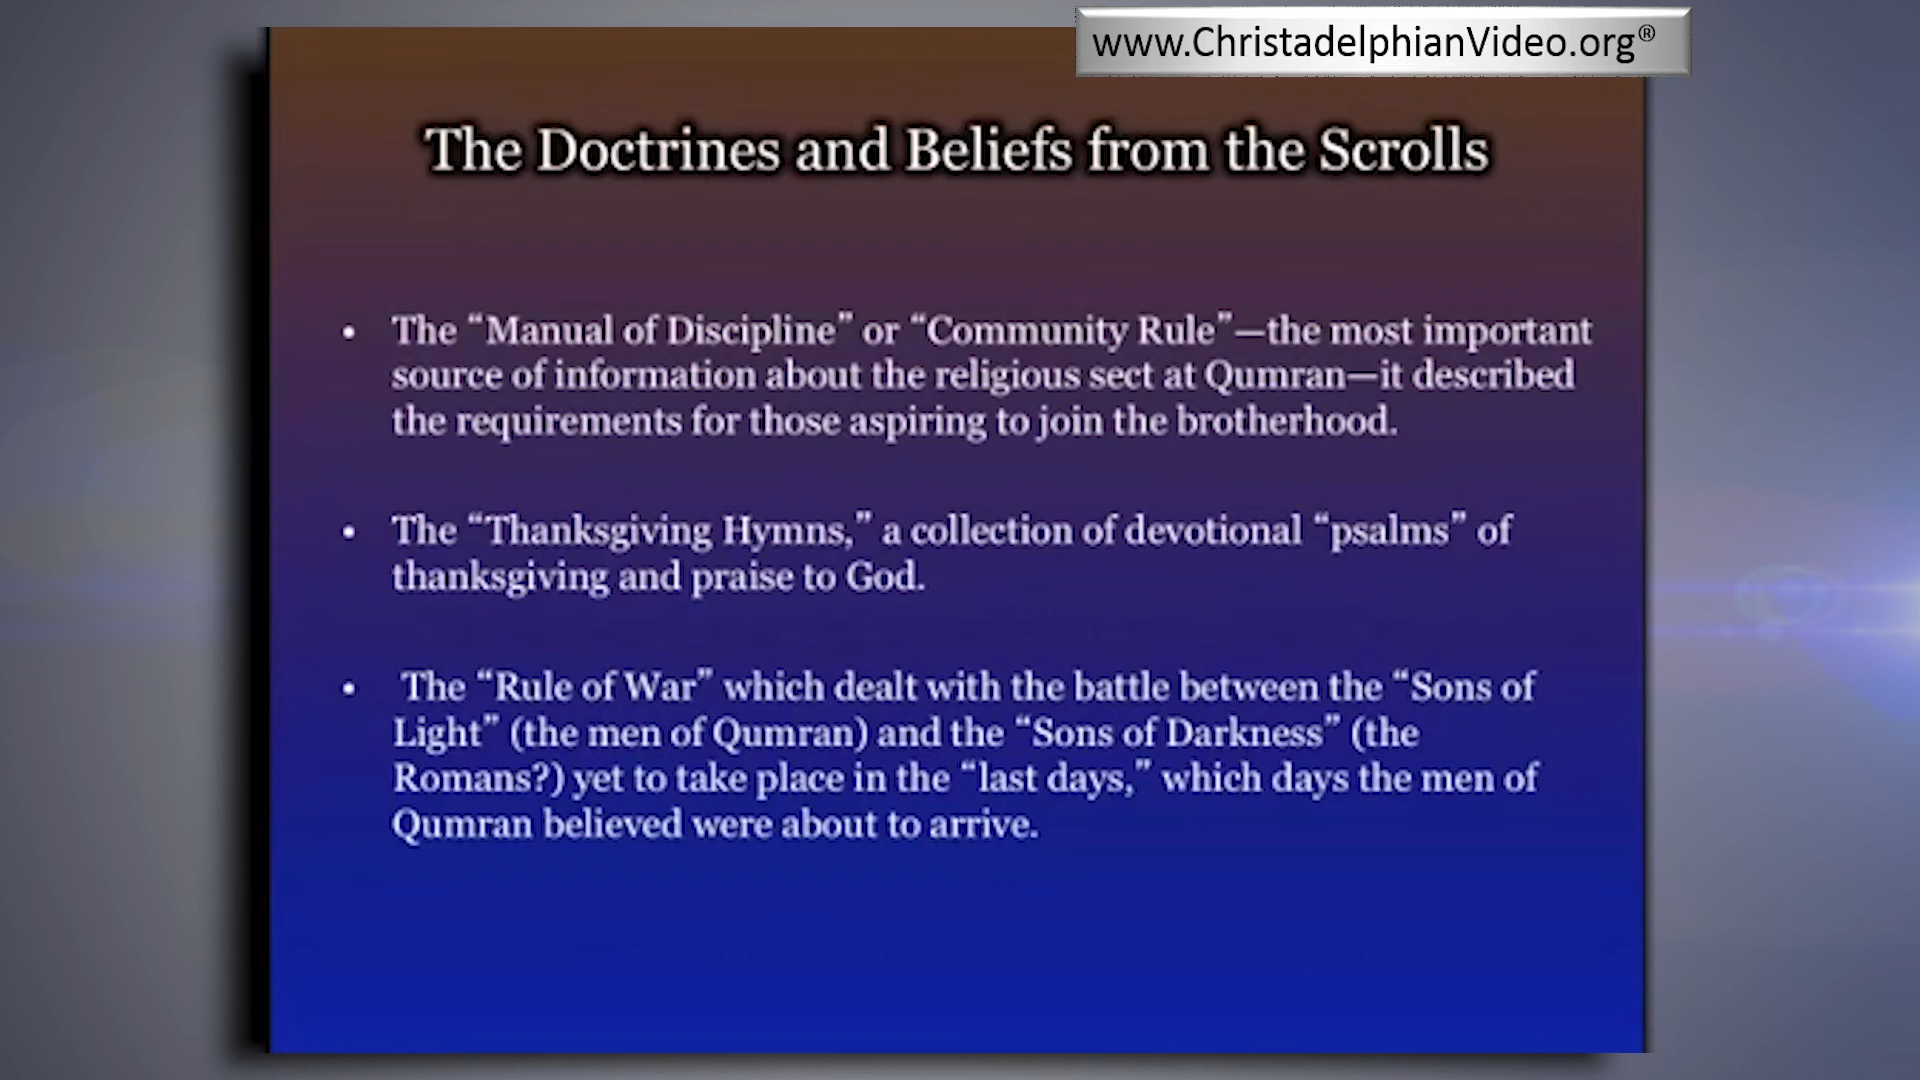 www.ChristadelphianVideo.org®
The Doctrines and Beliefs from the Scrolls
• The “Manual of Discipline” or “Community Rule”—the most important
source of information about the religious sect at Qumran—it described
the requirements for those aspiring to join the brotherhood.
• The “Thanksgiving Hymns,” a collection of devotional “psalms” of
thanksgiving and praise to God.
• The “Rule of War” which dealt with the battle between the “Sons of
Light” (the men of Qumran) and the “Sons of Darkness” (the
Romans?) yet to take place in the “last days,” which days the men of
Qumran believed were about to arrive.